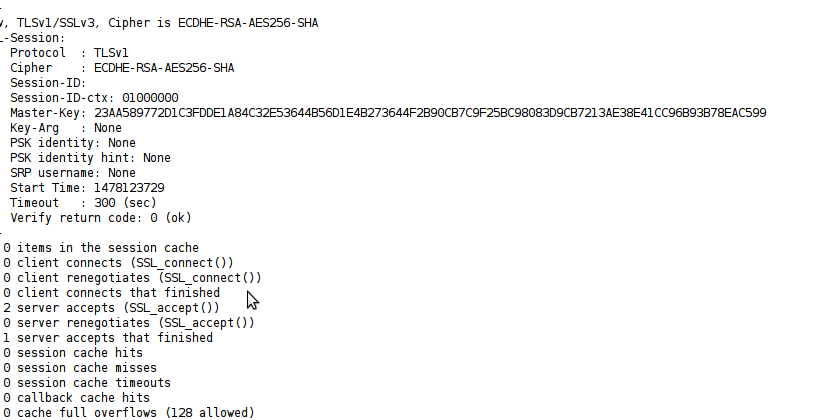 , TLSv1/SSLv3, Cipher is ECDHE-RSA-AES256-SHA
-Session:
Protocol : TLSv1
Cipher : ECDHE-RSA-AES256-SHA
Session-ID:
Session-ID-ctx: 01000000
Master-Key: 23AA589772D1C3FDDE1A84C32E53644B56D1E4B273644F2B90CB7C9F25BC98083D9CB7213AE38E41CC96B93B78EAC599
Key-Arg : None
PSK identity: None
PSK identity hint: None
SRP username: None
Start Time: 1478123729
Timeout : 300 (sec)
Verify return code: 0 (ok)
0 items in the session cache
0 client connects (SSL_connect())
0 client renegotiates (SSL_connect())
0 client connects that finished
2 server accepts (SSL_accept())
0 server renegotiates (SSL_accept())
1 server accepts that finished
0 session cache hits
0 session cache misses
0 session cache timeouts
0 callback cache hits
0 cache full overflows (128 allowed)